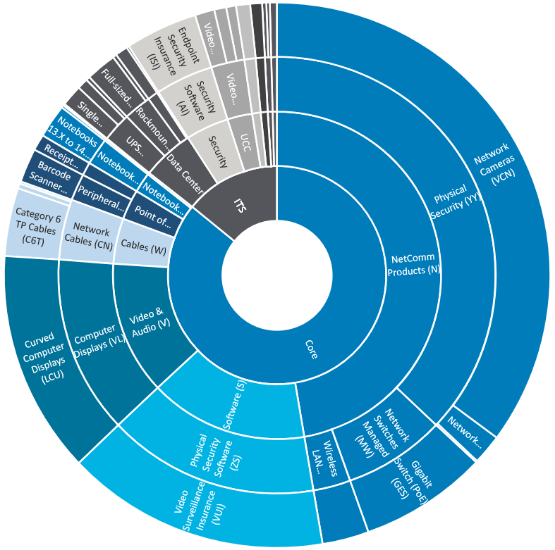 ITS
Core
NetComm
Products (N)
Physical
Security (YY)
Network
Cameras (VCN)
Network...
Network
Switches
Managed
(MW)
Gigabit
Switch (PoE)
(GES)
Wireless
LAN...
Software (S)
Physical
Security
Software
(ZS)
Video
Surveillance
Insurance
(VUI)
Video &
Audio (V)
Computer
Displays (VL)
Curved
Computer
Displays
(LCU)
Cables (W)
Network
Cables (CN)
Category 6
TP Cables
(C6T)
Point of...
Peripheral...
Barcode
Scanner...
Receipt...
Notebook...
Notebook...
Notebooks
13.X to 14...
Data Center
UPS...
Single...
Rackmoun...
Full-sized...
Security
Security
Software
(AI)
Endpoint
Security
Insurance
(ISI)
UCC
Video...
Video...